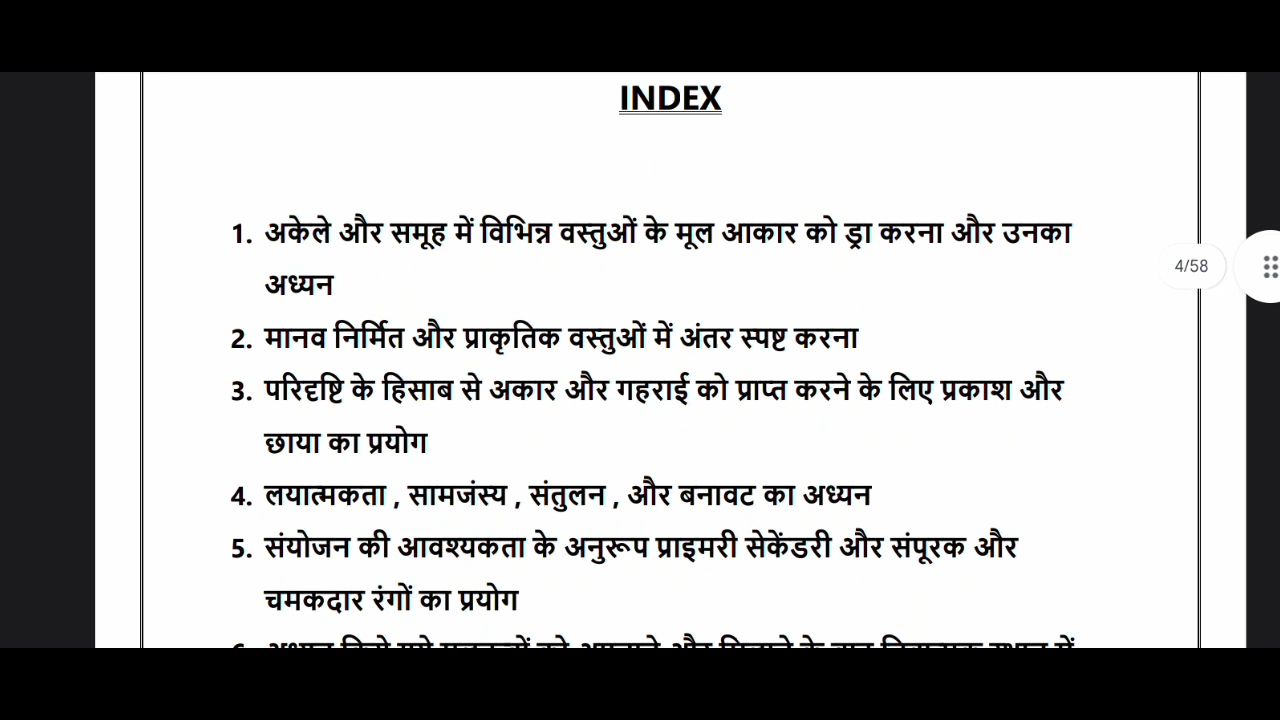 INDEX
1. अकेले और समूह में विभिन्न वस्तुओं के मूल आकार को ड्रा करना और उनका
अध्यन
4/58
2. मानव निर्मित और प्राकृतिक वस्तुओं में अंतर स्पष्ट करना
3. परिदृष्टि के हिसाब से अकार और गहराई को प्राप्त करने के लिए प्रकाश और
छाया का प्रयोग
4. लयात्मकता , सामजंस्य , संतुलन , और बनावट का अध्यन
5. संयोजन की आवश्यकता के अनुरूप प्राइमरी सेकेंडरी और संपूरक और
चमकदार रंगों का प्रयोग